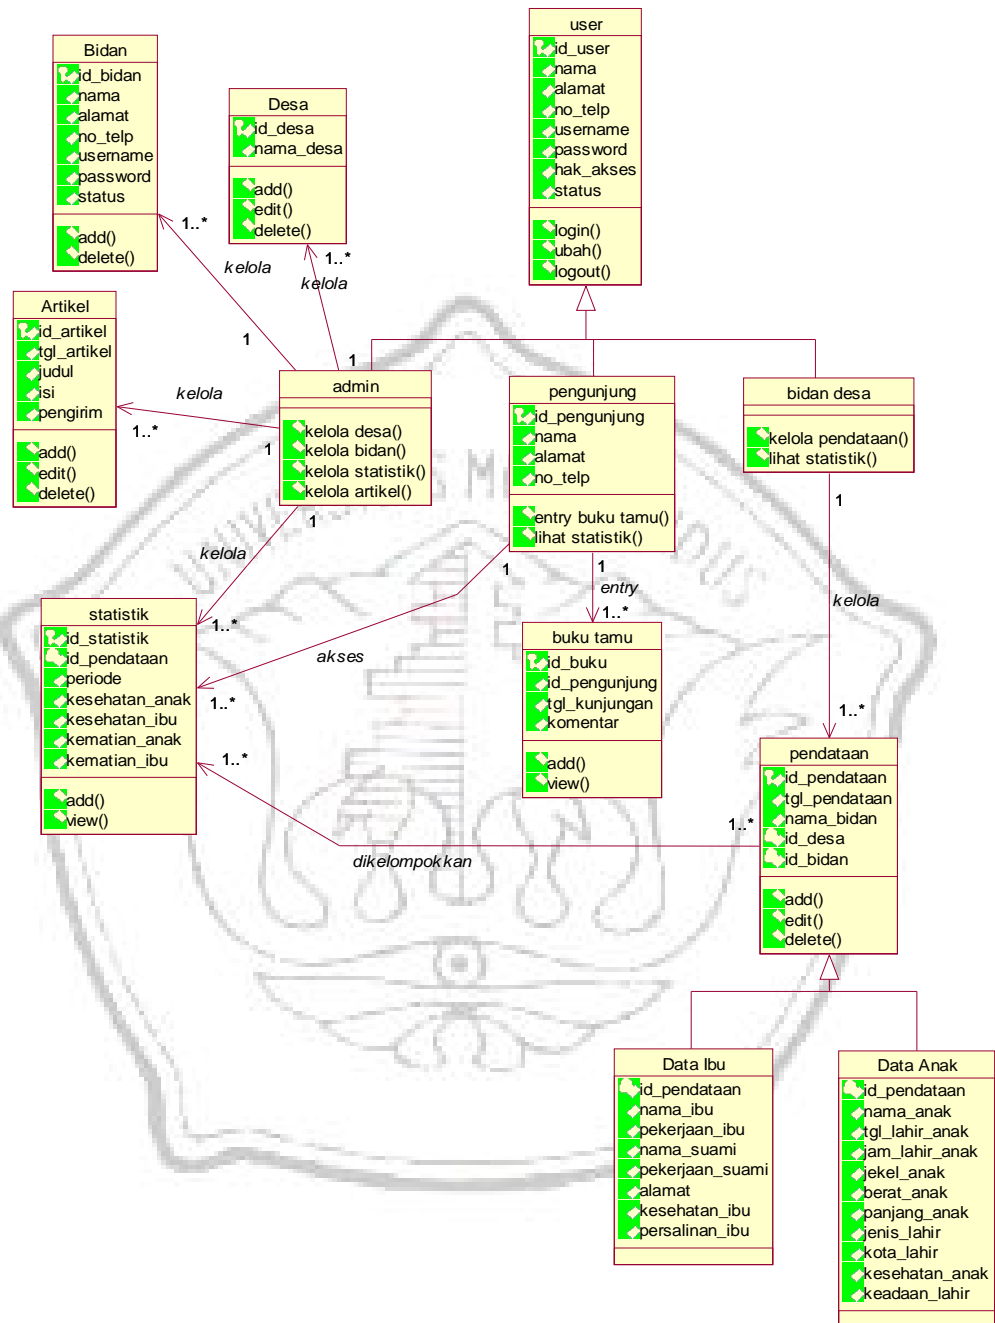 user
id_user
nama
alamat
no_telp
username
password
hak_akses
status
login()
ubah()
logout()
Bidan
id_bidan
nama
alamat
no_telp
username
password
status
add()
delete()
Desa
id_desa
nama_desa
add()
edit()
delete()
1..*
kelola
1
1..*
kelola
1
Artikel
id_artikel
tgl_artikel
judul
isi
pengirim
add()
edit()
delete()
kelola
1..*
1
admin
kelola desa()
kelola bidan()
kelola statistik()
kelola artikel()
pengunjung
id_pengunjung
nama
alamat
no_telp
entry buku tamu()
lihat statistik()
bidan desa
kelola pendataan()
lihat statistik()
1
kelola
1..*
1
kelola
1..*
1
akses
1..*
1
entry
1..*
statistik
id_statistik
id_pendataan
periode
kesehatan_anak
kesehatan_ibu
kematian_anak
kematian_ibu
add()
view()
buku tamu
id_buku
id_pengunjung
tgl_kunjungan
komentar
add()
view()
pendataan
id_pendataan
tgl_pendataan
nama_bidan
id_desa
id_bidan
add()
edit()
delete()
1..*
1..*
dikelompokkan
Data Ibu
id_pendataan
nama_ibu
pekerjaan_ibu
nama_suami
pekerjaan_suami
alamat
kesehatan_ibu
persalinan_ibu
Data Anak
id_pendataan
nama_anak
tgl_lahir_anak
jam_lahir_anak
jekel_anak
berat_anak
panjang_anak
jenis_lahir
kota_lahir
kesehatan_anak
keadaan_lahir